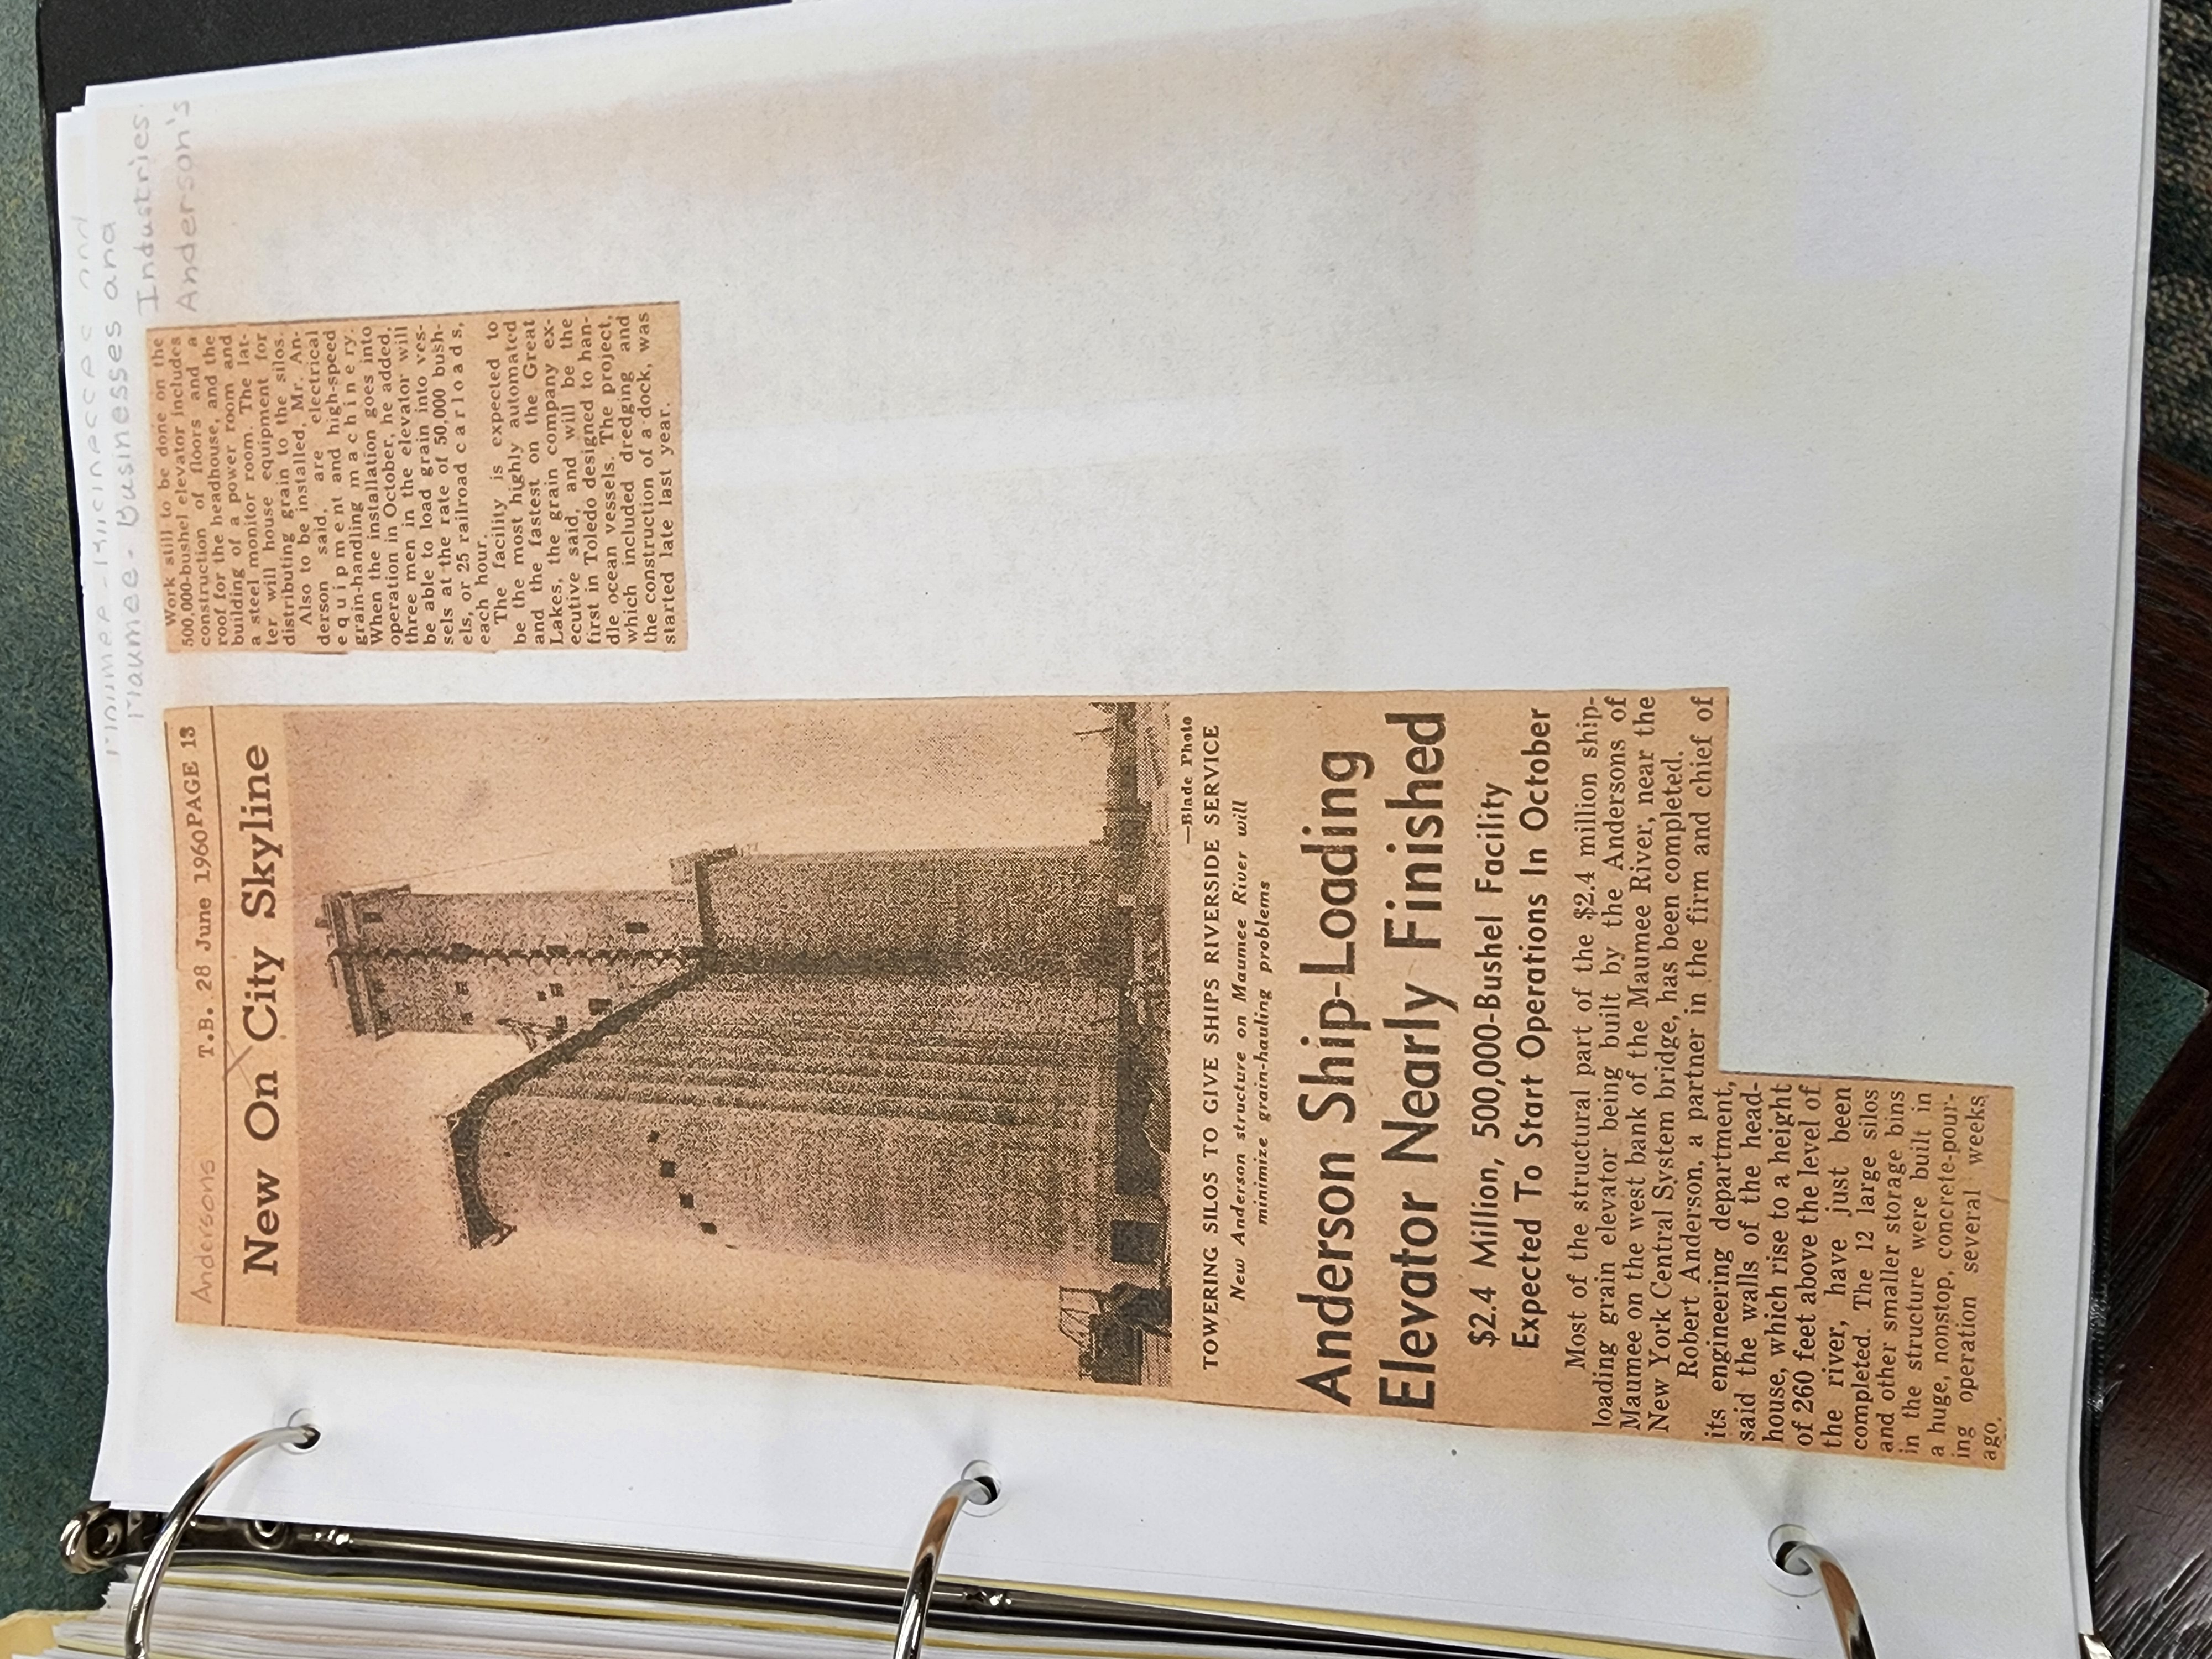 Maumee - Businesses and
Industries
Anderson's
Andersons
T.B. 28 June 1960 PAGE 13
New On City Skyline
—Blade Photo
TOWERING SILOS TO GIVE SHIPS RIVERSIDE SERVICE
New Anderson structure on Maumee River will
minimize grain-hauling problems
Anderson Ship-Loading
Elevator Nearly Finished
$2.4 Million, 500,000-Bushel Facility
Expected To Start Operations In October
Most of the structural part of the $2.4 million ship-
loading grain elevator being built by the Andersons of
Maumee on the west bank of the Maumee River, near the
New York Central System bridge, has been completed.
Robert Anderson, a partner in the firm and chief of
its engineering department,
said the walls of the head-
house, which rise to a height
of 260 feet above the level of
the river, have just been
completed. The 12 large silos
and other smaller storage bins
in the structure were built in
a huge, nonstop, concrete-pour-
ing operation several weeks
ago.
Work still to be done on the
500,000-bushel elevator includes
construction of floors and a
roof for the headhouse, and the
building of a power room and
a steel monitor room. The lat-
ter will house equipment for
distributing grain to the silos.
Also to be installed, Mr. An-
derson said, are electrical
equipment and high-speed
grain-handling machinery.
When the installation goes into
operation in October, he added,
three men in the elevator will
be able to load grain into ves-
sels at the rate of 50,000 bush-
els, or 25 railroad carloads,
each hour.
The facility is expected to
be the most highly automated
and the fastest on the Great
Lakes, the grain company ex-
ecutive said, and will be the
first in Toledo designed to han-
dle ocean vessels. The project,
which included dredging and
the construction of a dock, was
started late last year.